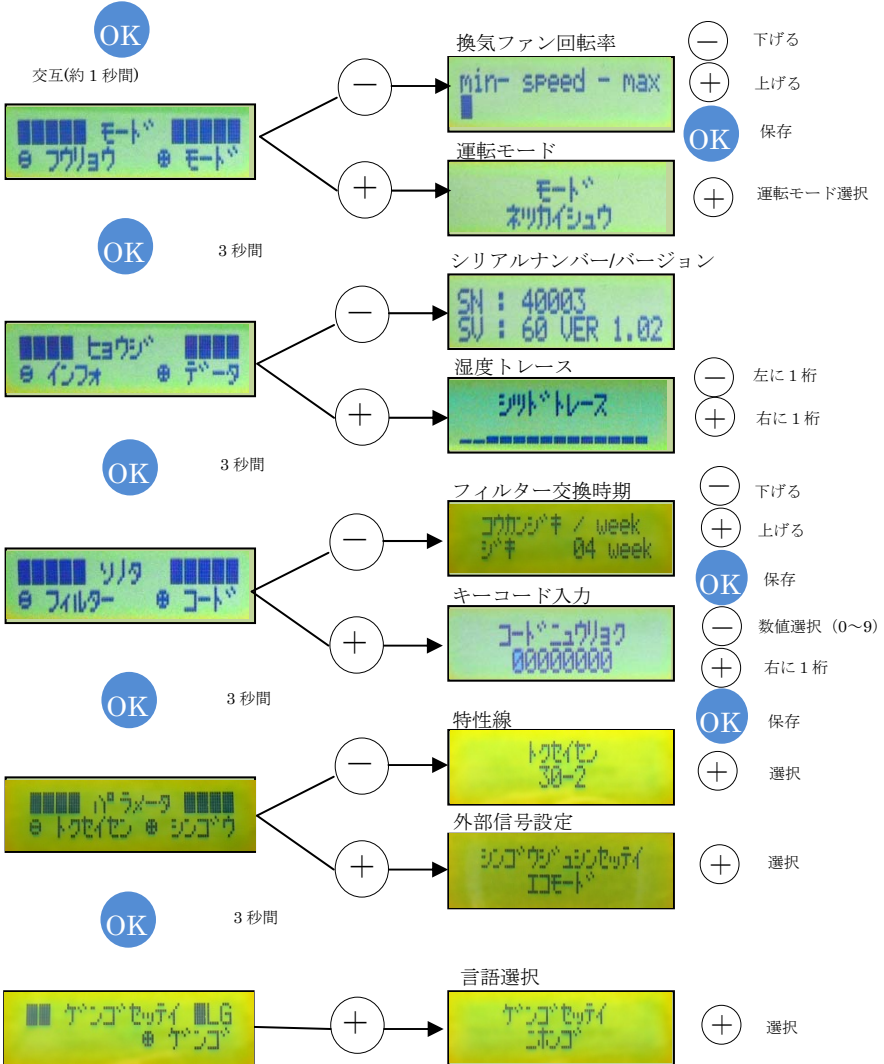 OK
交互(約1秒間)
モード
⊖ フウリョウ ⊕ モード
−
+
換気ファン回転率
min- speed - max
− 下げる
+ 上げる
OK 保存
運転モード
モード
ネツカイシュウ
+ 運転モード選択
OK 3秒間
ヒョウジ
⊖ インフォ ⊕ データ
−
+
シリアルナンバー/バージョン
SN : 40003
SV : 60 VER 1.02
湿度トレース
シツドトレース
− 左に1桁
+ 右に1桁
OK 3秒間
ソノタ
⊖ フィルター ⊕ コード
−
+
フィルター交換時期
コウカンジキ / week
ジキ 04 week
− 下げる
+ 上げる
OK 保存
キーコード入力
コードニュウリョク
00000000
− 数値選択（0～9）
+ 右に1桁
OK 保存
OK 3秒間
パラメータ
⊖ トクセイセン ⊕ シンゴウ
−
+
特性線
トクセイセン
30-2
+ 選択
外部信号設定
シンゴウジュシンセッテイ
エコモード
+ 選択
OK 3秒間
ゲンゴセッテイ LG
⊕ ゲンゴ
+
言語選択
ゲンゴセッテイ
ニホンゴ
+ 選択